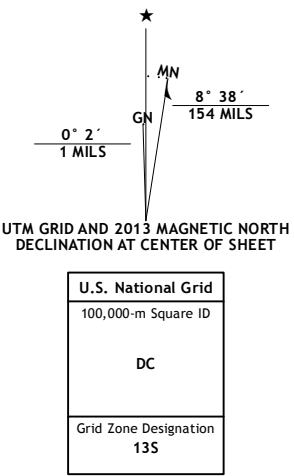 MN
GN
8° 38´
154 MILS
0° 2´
1 MILS
UTM GRID AND 2013 MAGNETIC NORTH
DECLINATION AT CENTER OF SHEET
U.S. National Grid
100,000-m Square ID
DC
Grid Zone Designation
13S